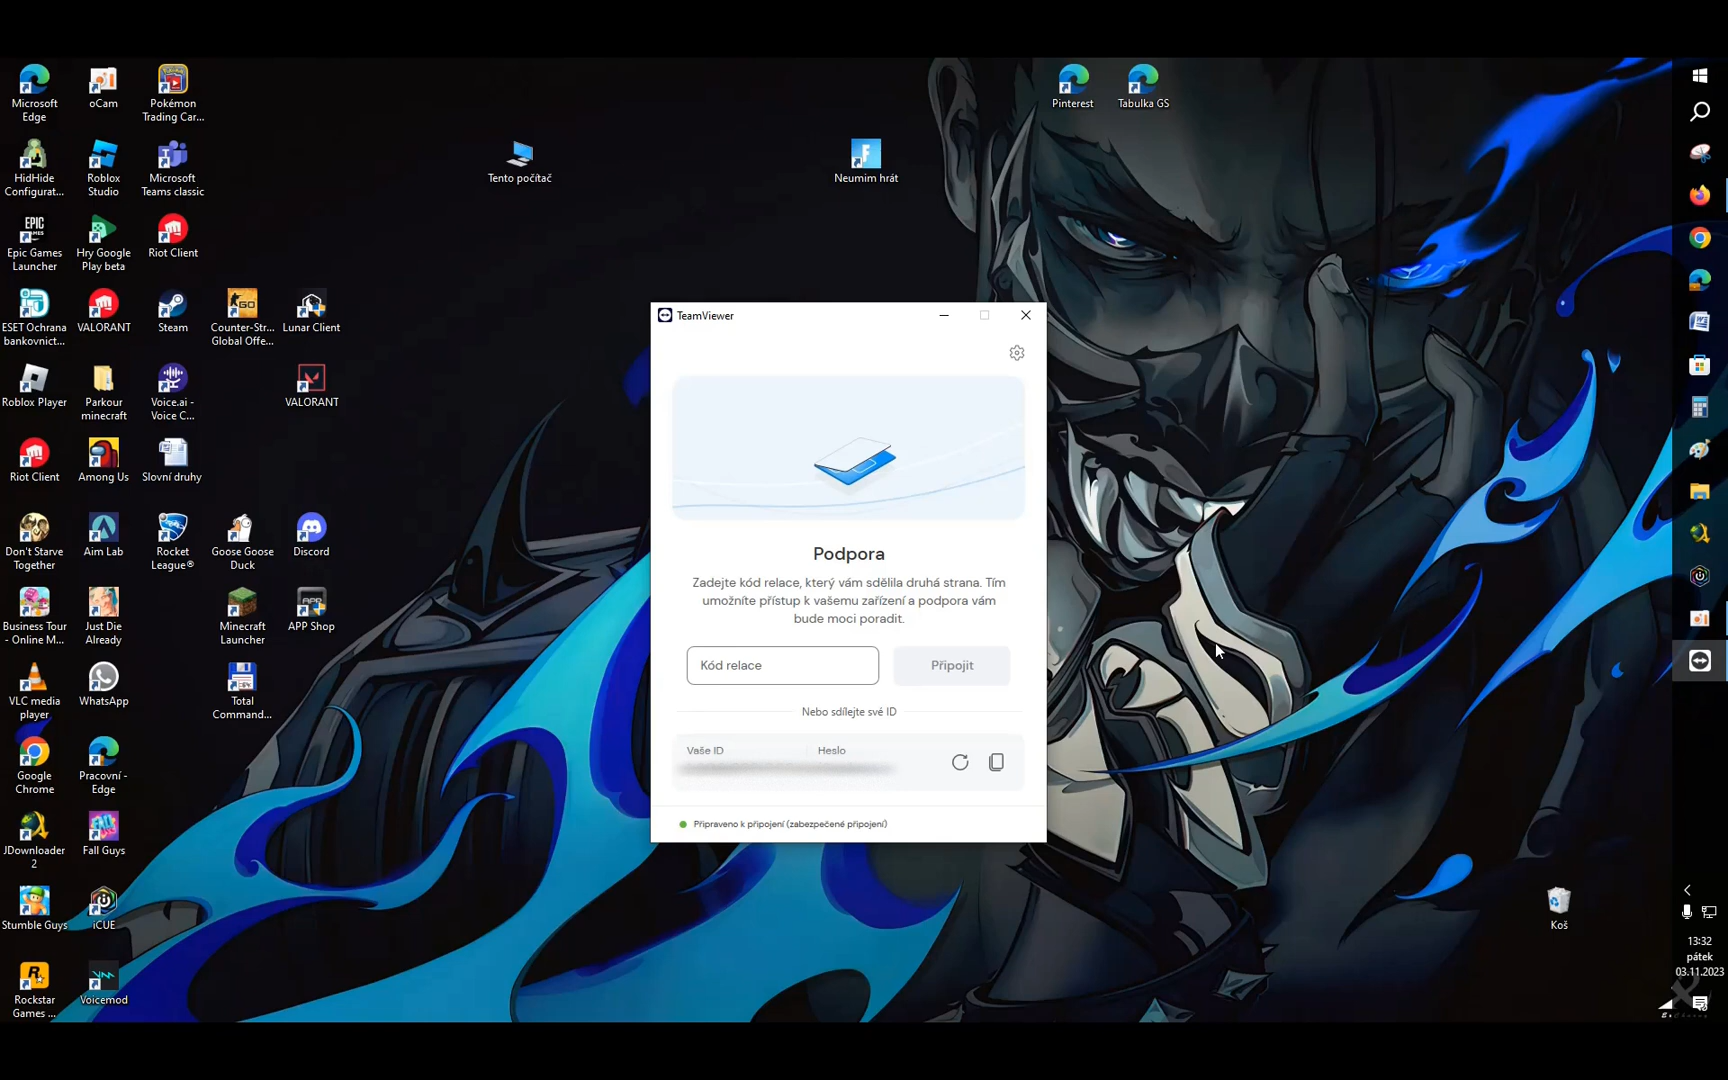 Microsoft
Edge
oCam
Pokémon
Trading Car...
Pinterest
Tabulka GS
HidHide
Configurat...
Roblox
Studio
Microsoft
Teams classic
Tento počítač
Neumim hrát
EPIC
GAMES
Epic Games
Launcher
Hry Google
Play beta
Riot Client
ESET Ochrana
bankovnict...
VALORANT
Steam
GO
Counter-Str...
Global Offe...
Lunar Client
TeamViewer
Roblox Player
Parkour
minecraft
Voice.ai -
Voice C...
VALORANT
Riot Client
Among Us
Slovní druhy
Don't Starve
Together
Aim Lab
Rocket
League®
Goose Goose
Duck
Discord
Podpora
Zadejte kód relace, který vám sdělila druhá strana. Tím
umožníte přístup k vašemu zařízení a podpora vám
bude moci poradit.
Kód relace
Připojit
Nebo sdílejte své ID
Vaše ID
Heslo
Připraveno k připojení (zabezpečené připojení)
Business Tour
- Online M...
Just Die
Already
Minecraft
Launcher
APP
APP Shop
VLC media
player
WhatsApp
Total
Command...
Google
Chrome
Pracovní -
Edge
JDownloader
2
FALL
GUYS
Fall Guys
Stumble Guys
iCUE
Koš
Rockstar
Games ...
Voicemod
13:32
pátek
03.11.2023